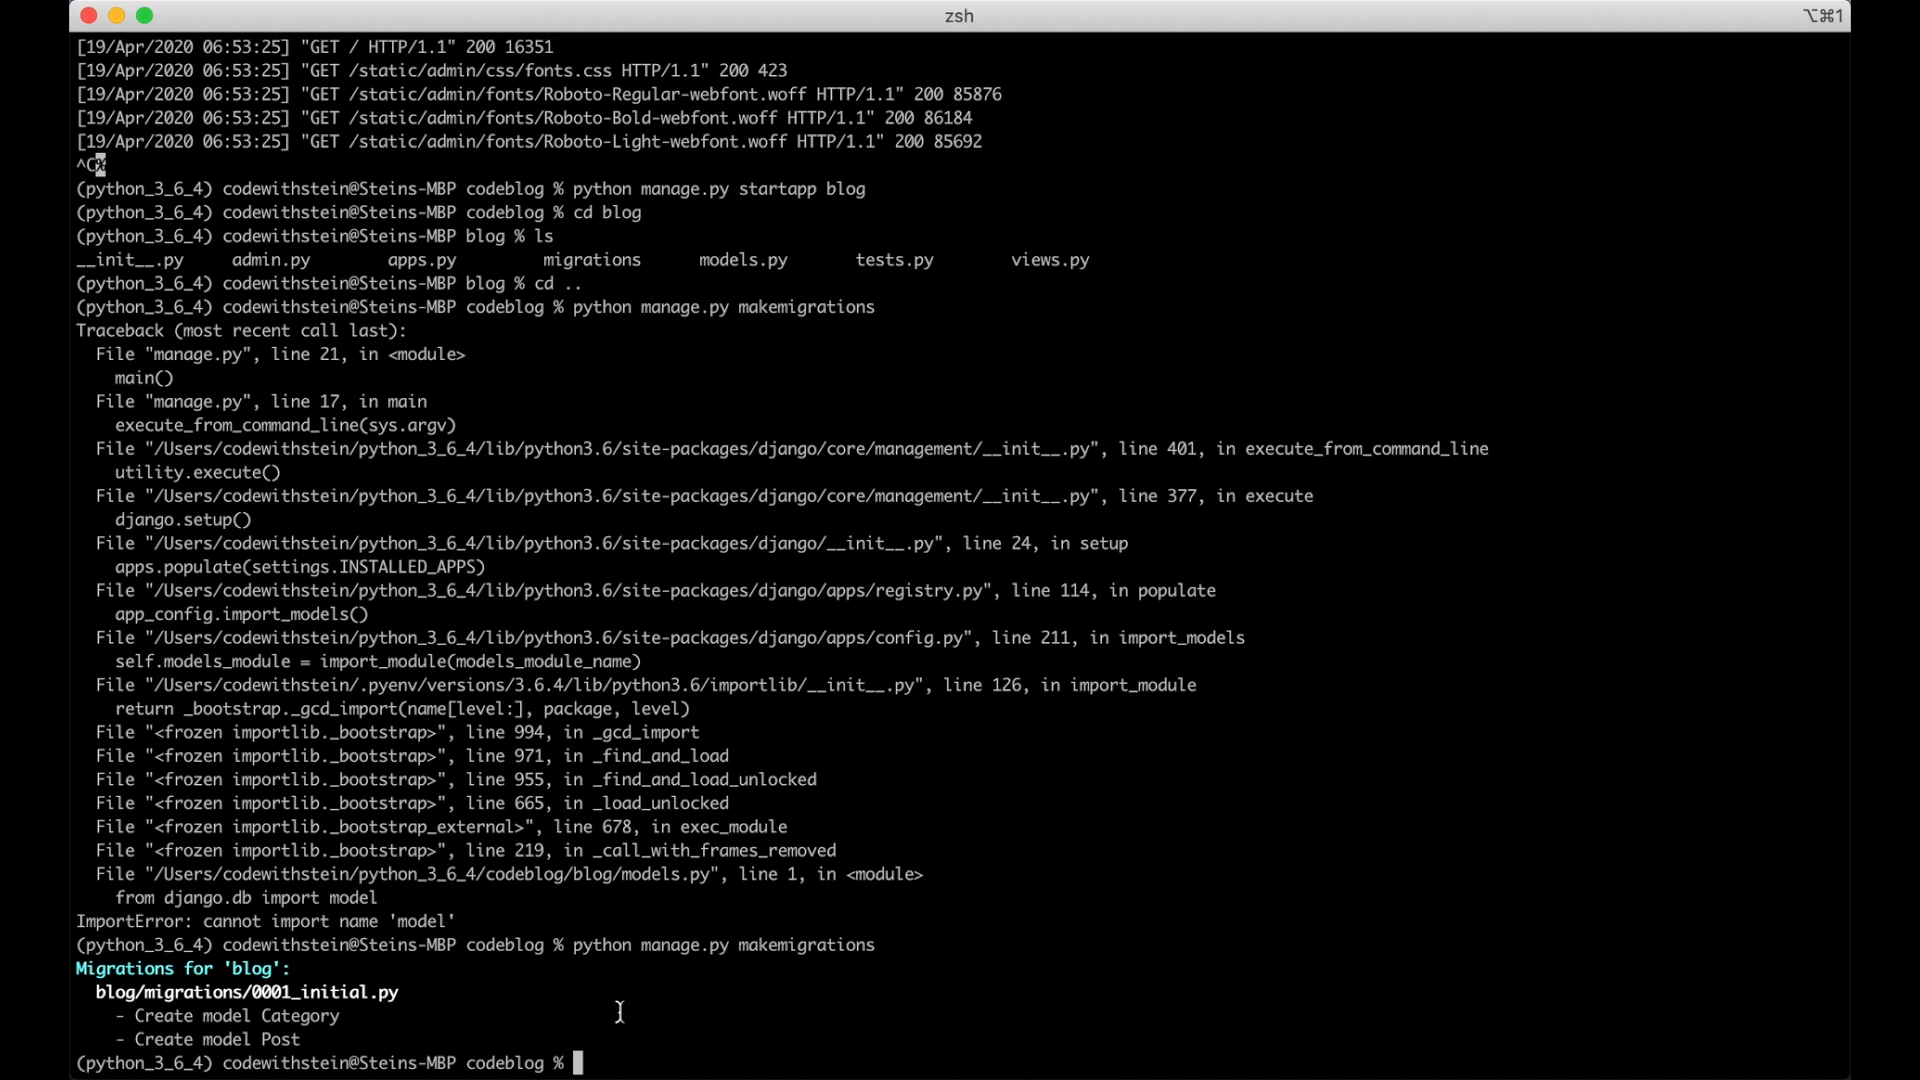 zsh
⌥⌘1
[19/Apr/2020 06:53:25] "GET / HTTP/1.1" 200 16351
[19/Apr/2020 06:53:25] "GET /static/admin/css/fonts.css HTTP/1.1" 200 423
[19/Apr/2020 06:53:25] "GET /static/admin/fonts/Roboto-Regular-webfont.woff HTTP/1.1" 200 85876
[19/Apr/2020 06:53:25] "GET /static/admin/fonts/Roboto-Bold-webfont.woff HTTP/1.1" 200 86184
[19/Apr/2020 06:53:25] "GET /static/admin/fonts/Roboto-Light-webfont.woff HTTP/1.1" 200 85692
^C%
(python_3_6_4) codewithstein@Steins-MBP codeblog % python manage.py startapp blog
(python_3_6_4) codewithstein@Steins-MBP codeblog % cd blog
(python_3_6_4) codewithstein@Steins-MBP blog % ls
__init__.py admin.py apps.py migrations models.py tests.py views.py
(python_3_6_4) codewithstein@Steins-MBP blog % cd ..
(python_3_6_4) codewithstein@Steins-MBP codeblog % python manage.py makemigrations
Traceback (most recent call last):
File "manage.py", line 21, in <module>
main()
File "manage.py", line 17, in main
execute_from_command_line(sys.argv)
File "/Users/codewithstein/python_3_6_4/lib/python3.6/site-packages/django/core/management/__init__.py", line 401, in execute_from_command_line
utility.execute()
File "/Users/codewithstein/python_3_6_4/lib/python3.6/site-packages/django/core/management/__init__.py", line 377, in execute
django.setup()
File "/Users/codewithstein/python_3_6_4/lib/python3.6/site-packages/django/__init__.py", line 24, in setup
apps.populate(settings.INSTALLED_APPS)
File "/Users/codewithstein/python_3_6_4/lib/python3.6/site-packages/django/apps/registry.py", line 114, in populate
app_config.import_models()
File "/Users/codewithstein/python_3_6_4/lib/python3.6/site-packages/django/apps/config.py", line 211, in import_models
self.models_module = import_module(models_module_name)
File "/Users/codewithstein/.pyenv/versions/3.6.4/lib/python3.6/importlib/__init__.py", line 126, in import_module
return _bootstrap._gcd_import(name[level:], package, level)
File "<frozen importlib._bootstrap>", line 994, in _gcd_import
File "<frozen importlib._bootstrap>", line 971, in _find_and_load
File "<frozen importlib._bootstrap>", line 955, in _find_and_load_unlocked
File "<frozen importlib._bootstrap>", line 665, in _load_unlocked
File "<frozen importlib._bootstrap_external>", line 678, in exec_module
File "<frozen importlib._bootstrap>", line 219, in _call_with_frames_removed
File "/Users/codewithstein/python_3_6_4/codeblog/blog/models.py", line 1, in <module>
from django.db import model
ImportError: cannot import name 'model'
(python_3_6_4) codewithstein@Steins-MBP codeblog % python manage.py makemigrations
Migrations for 'blog':
blog/migrations/0001_initial.py
- Create model Category
- Create model Post
(python_3_6_4) codewithstein@Steins-MBP codeblog %